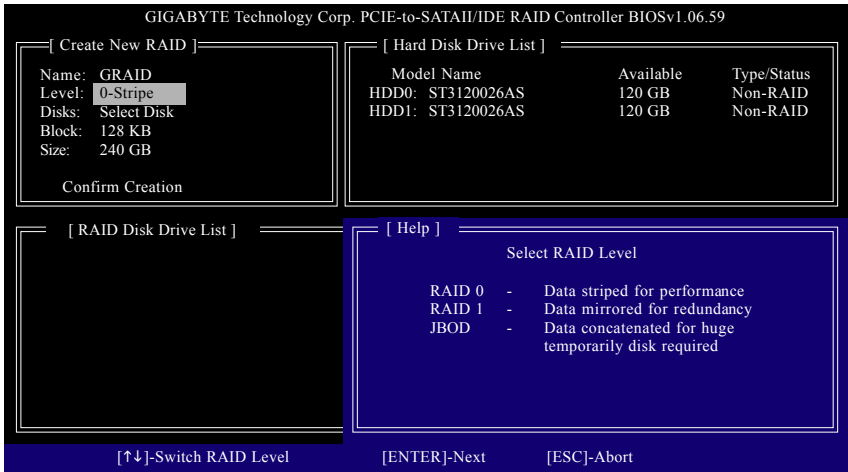 GIGABYTE Technology Corp. PCIE-to-SATAII/IDE RAID Controller BIOSv1.06.59
[ Create New RAID ]
Name: GRAID
Level: 0-Stripe
Disks: Select Disk
Block: 128 KB
Size: 240 GB
Confirm Creation
[ Hard Disk Drive List ]
Model Name Available Type/Status
HDD0: ST3120026AS 120 GB Non-RAID
HDD1: ST3120026AS 120 GB Non-RAID
[ RAID Disk Drive List ]
[ Help ]
Select RAID Level
RAID 0 - Data striped for performance
RAID 1 - Data mirrored for redundancy
JBOD - Data concatenated for huge
temporarily disk required
[↑↓]-Switch RAID Level [ENTER]-Next [ESC]-Abort